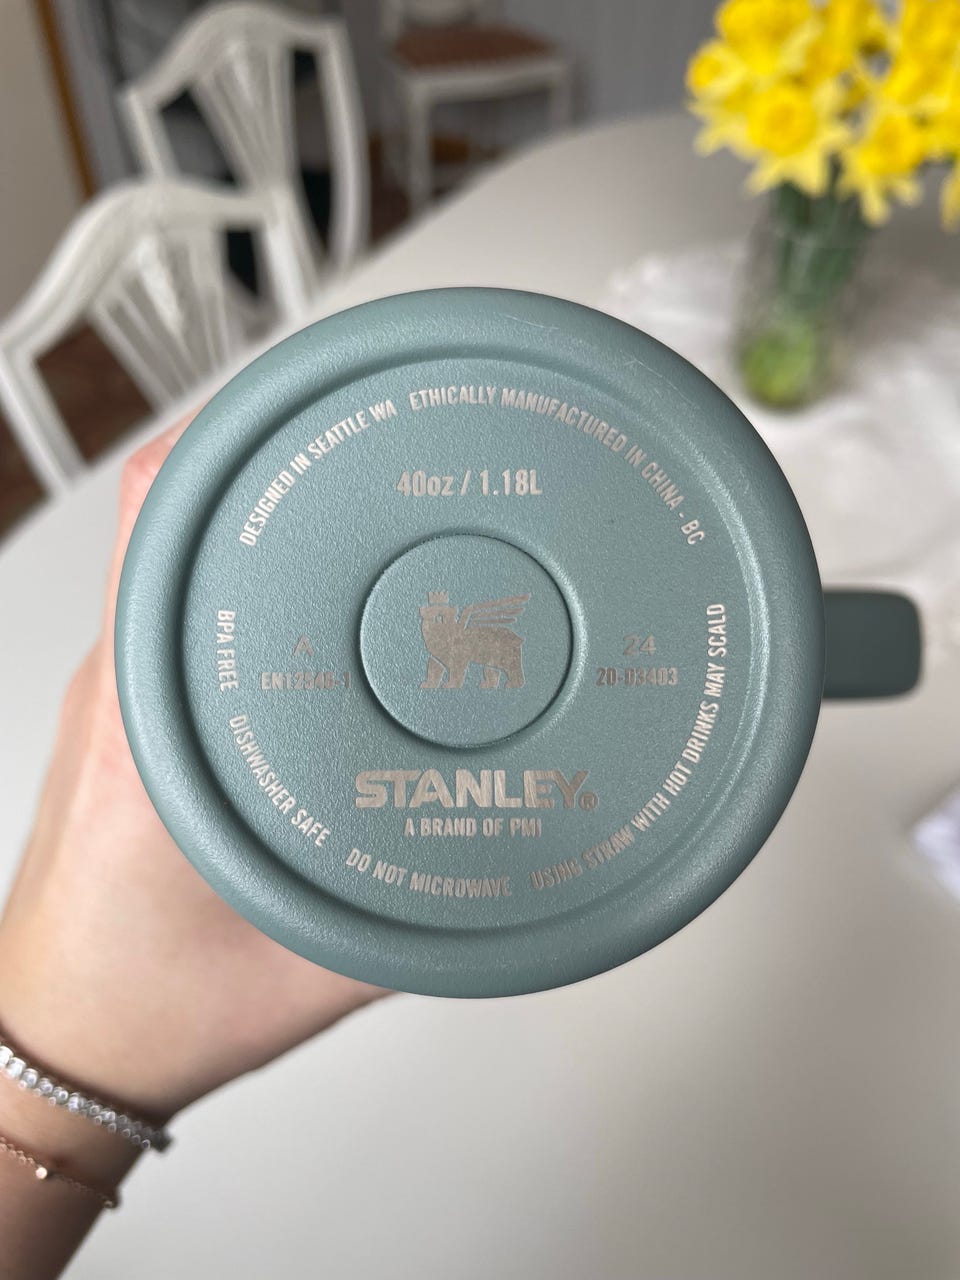 DESIGNED IN SEATTLE WA ETHICALLY MANUFACTURED IN CHINA - BC
40oz / 1.18L
A
EN12546-1
24
20-03403
STANLEY®
A BRAND OF PMI
BPA FREE DISHWASHER SAFE DO NOT MICROWAVE USING STRAW WITH HOT DRINKS MAY SCALD